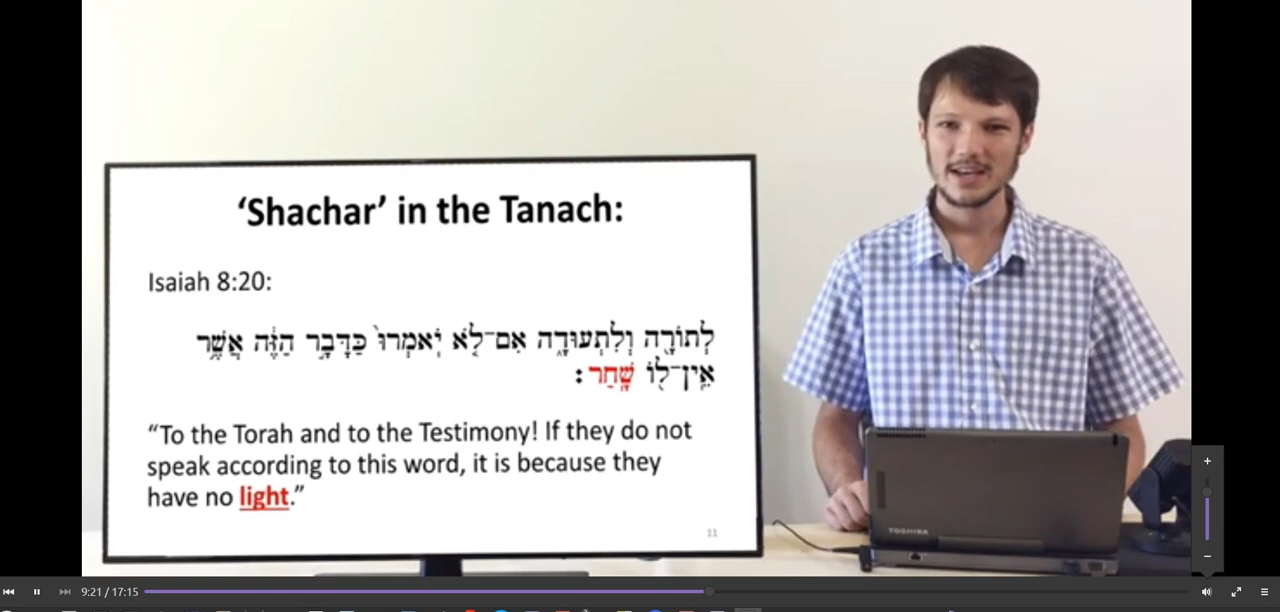 ‘Shachar’ in the Tanach:
Isaiah 8:20:
לְתוֹרָ֖ה וְלִתְעוּדָ֑ה אִם־לֹ֤א יֹֽאמְרוּ֙ כַּדָּבָ֣ר הַזֶּ֔ה אֲשֶׁ֥ר
אֵֽין־ל֖וֹ שָֽׁחַר׃
“To the Torah and to the Testimony! If they do not
speak according to this word, it is because they
have no light.”
11
TOSHIBA
9:21 / 17:15